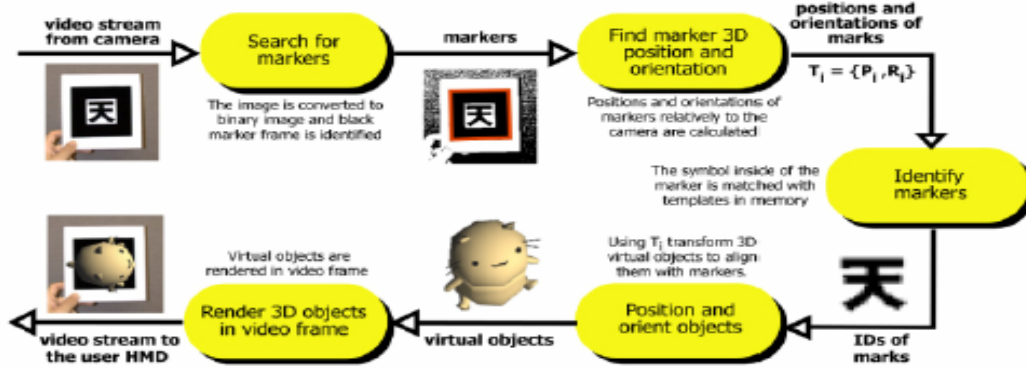 video stream
from camera
Search for
markers
The image is converted to
binary image and black
marker frame is identified
markers
Find marker 3D
position and
orientation
Positions and orientations of
markers relatively to the
camera are calculated
positions and
orientations of
marks
Tᵢ = {Pᵢ ,Rᵢ}
天
天
The symbol inside of the
marker is matched with
templates in memory
Identify
markers
天
IDs of
marks
Using Tᵢ transform 3D
virtual objects to align
them with markers.
Position and
orient objects
virtual objects
Virtual objects are
rendered in video frame
Render 3D objects
in video frame
video stream to
the user HMD